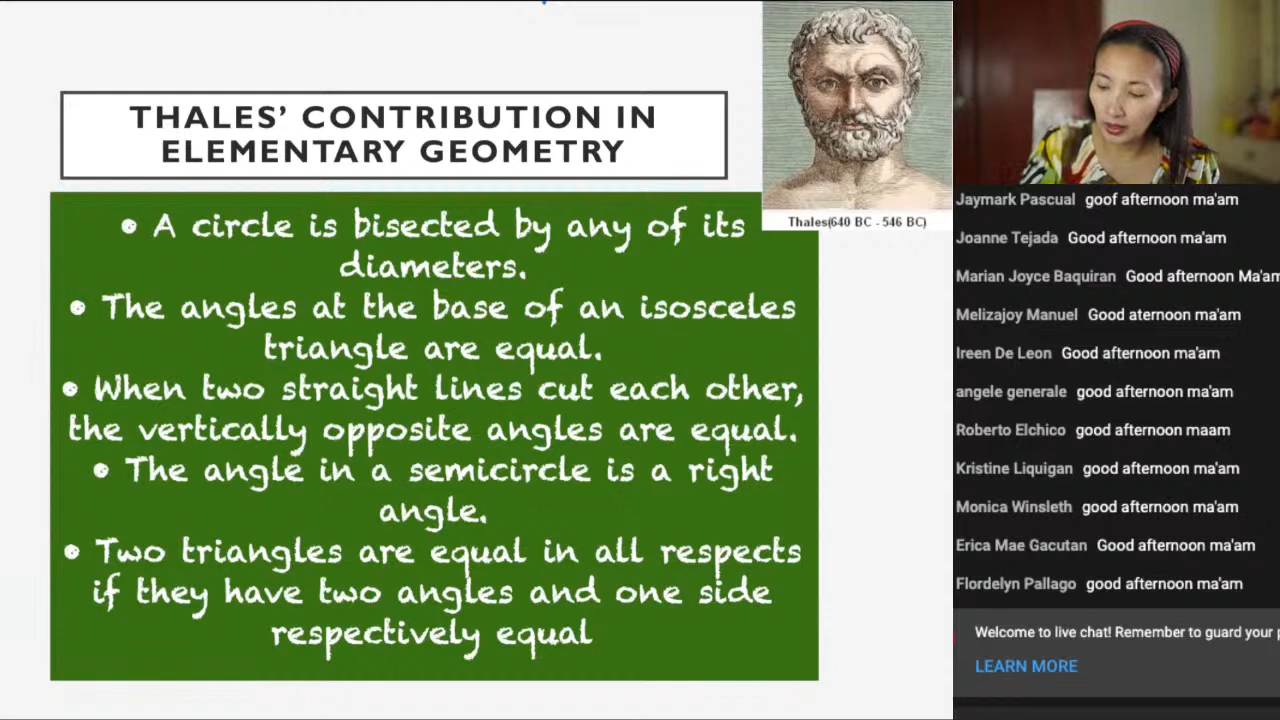 THALES' CONTRIBUTION IN
ELEMENTARY GEOMETRY
Thales(640 BC - 546 BC)
• A circle is bisected by any of its
diameters.
• The angles at the base of an isosceles
triangle are equal.
• When two straight lines cut each other,
the vertically opposite angles are equal.
• The angle in a semicircle is a right
angle.
• Two triangles are equal in all respects
if they have two angles and one side
respectively equal
Jaymark Pascual goof afternoon ma'am
Joanne Tejada Good afternoon ma'am
Marian Joyce Baquiran Good afternoon Ma'am
Melizajoy Manuel Good aternoon ma'am
Ireen De Leon Good afternoon ma'am
angele generale good afternoon ma'am
Roberto Elchico good afternoon maam
Kristine Liquigan good afternoon ma'am
Monica Winsleth good afternoon ma'am
Erica Mae Gacutan Good afternoon ma'am
Flordelyn Pallago good afternoon ma'am
Welcome to live chat! Remember to guard your
LEARN MORE